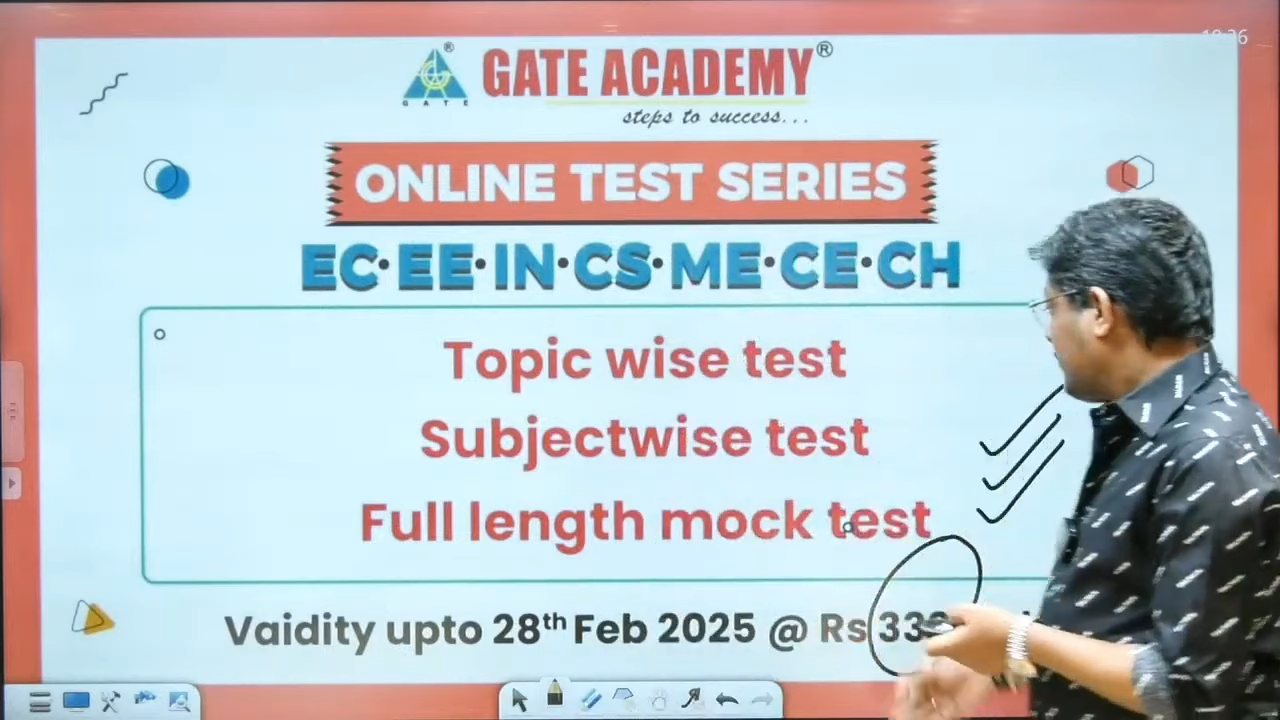 GATE ACADEMY®
GATE
steps to success...
ONLINE TEST SERIES
EC·EE·IN·CS·ME·CE·CH
Topic wise test
Subjectwise test
Full length mock test
Vaidity upto 28th Feb 2025 @ Rs